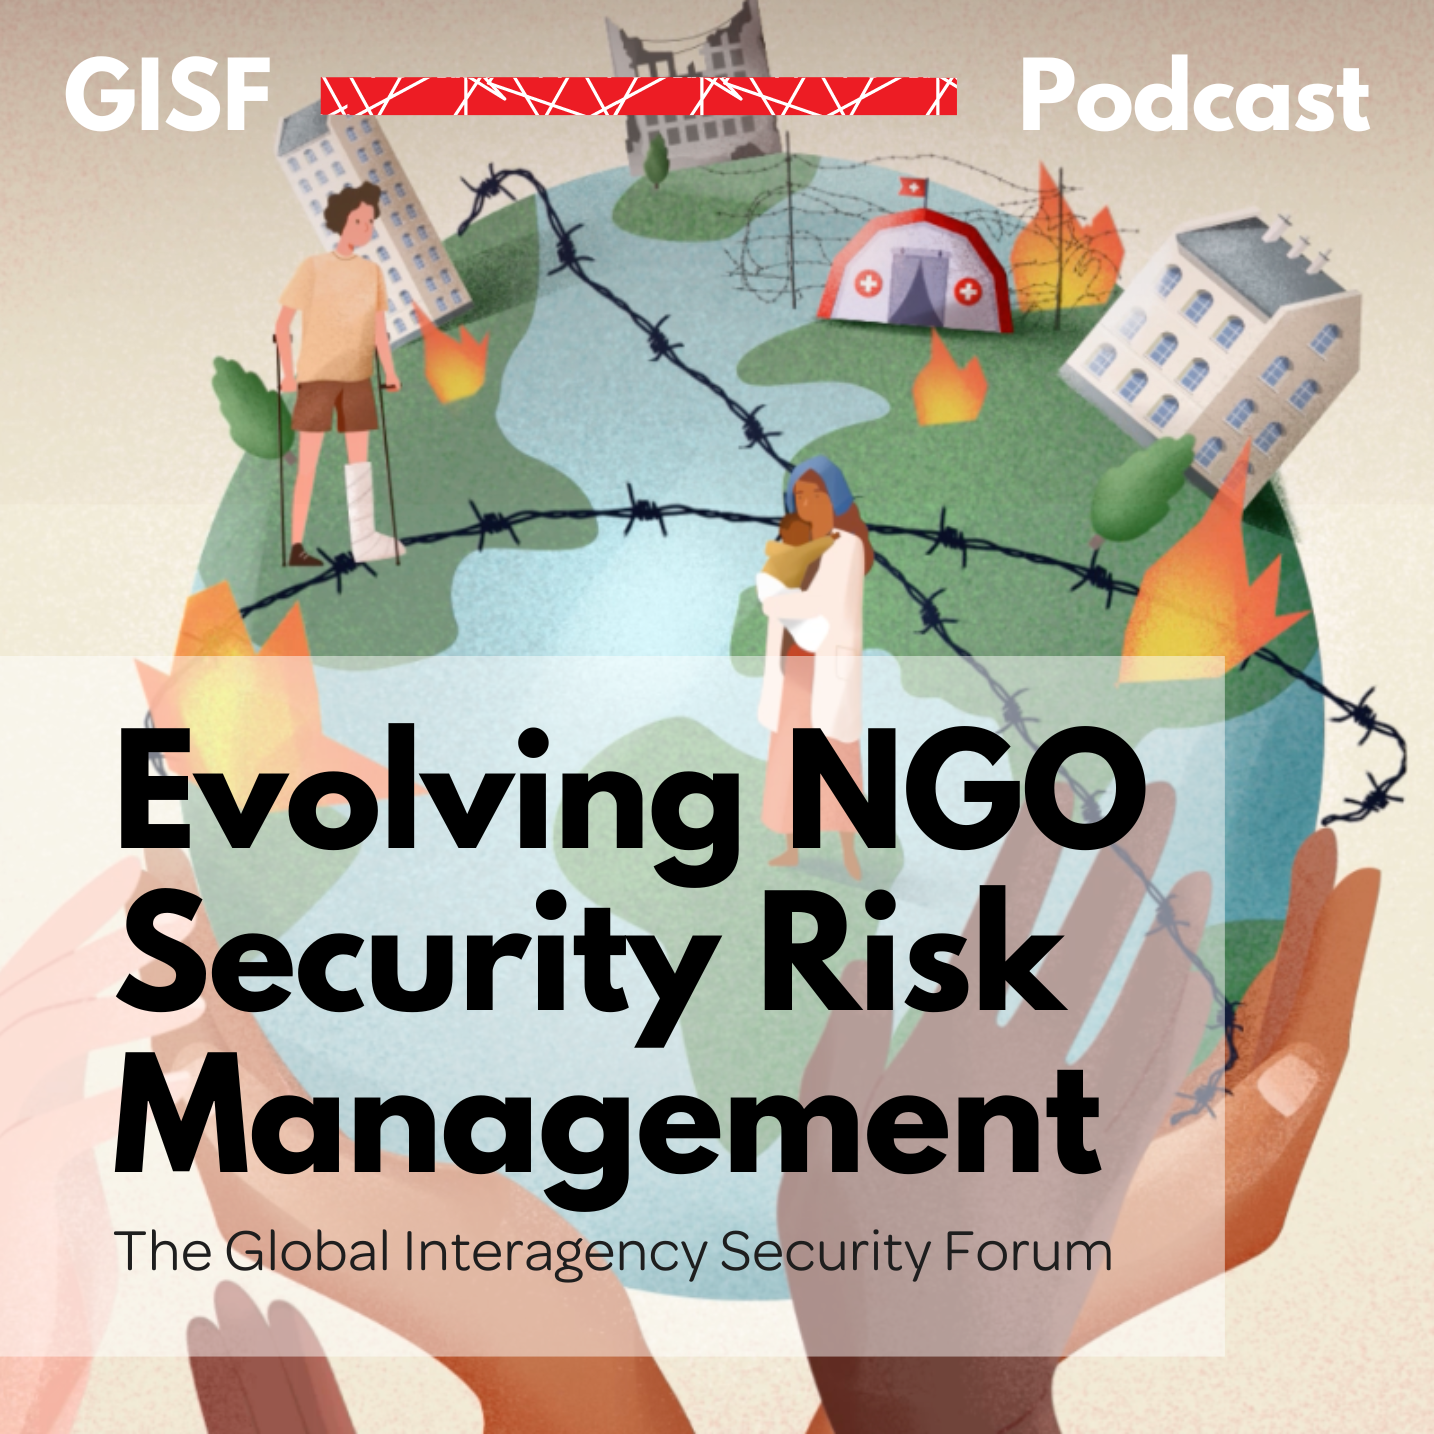 GISF Podcast
Evolving NGO
Security Risk
Management
The Global Interagency Security Forum